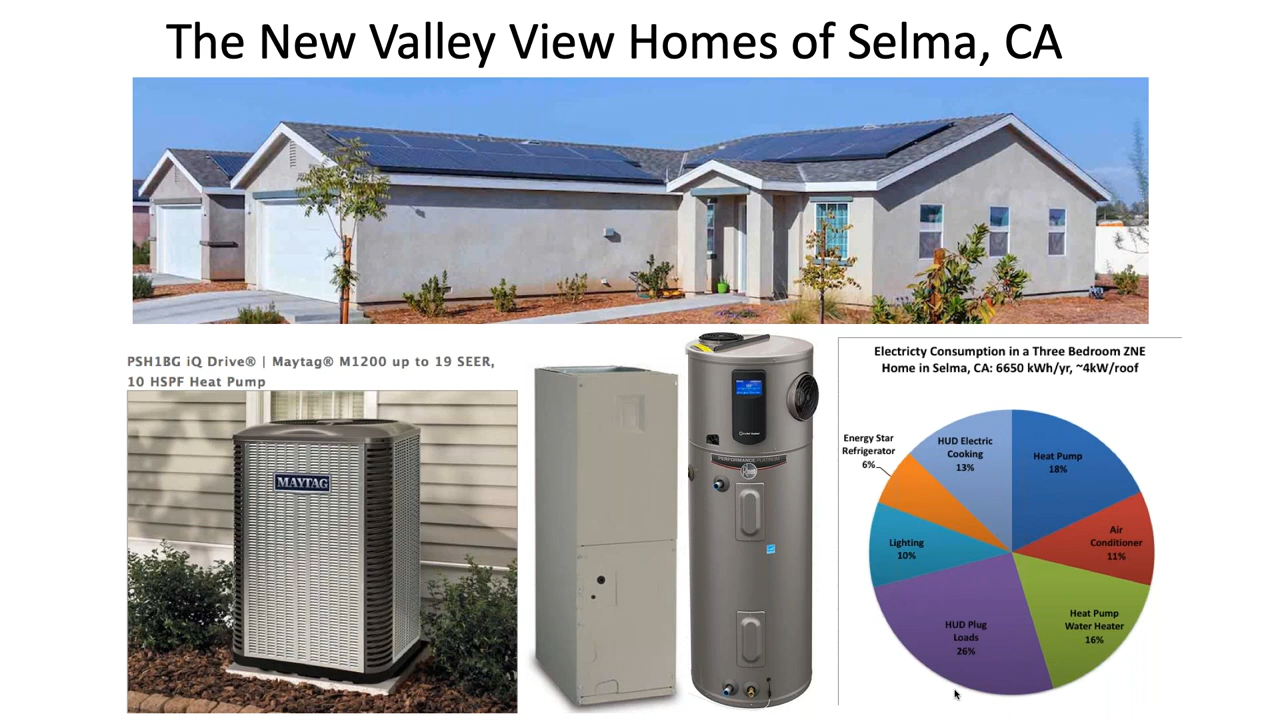 The New Valley View Homes of Selma, CA
PSH1BG iQ Drive® | Maytag® M1200 up to 19 SEER,
10 HSPF Heat Pump
MAYTAG
PERFORMANCE PLATINUM
Rheem
Electricty Consumption in a Three Bedroom ZNE
Home in Selma, CA: 6650 kWh/yr, ~4kW/roof
Energy Star
Refrigerator
6%
HUD Electric
Cooking
13%
Heat Pump
18%
Air
Conditioner
11%
Heat Pump
Water Heater
16%
HUD Plug
Loads
26%
Lighting
10%